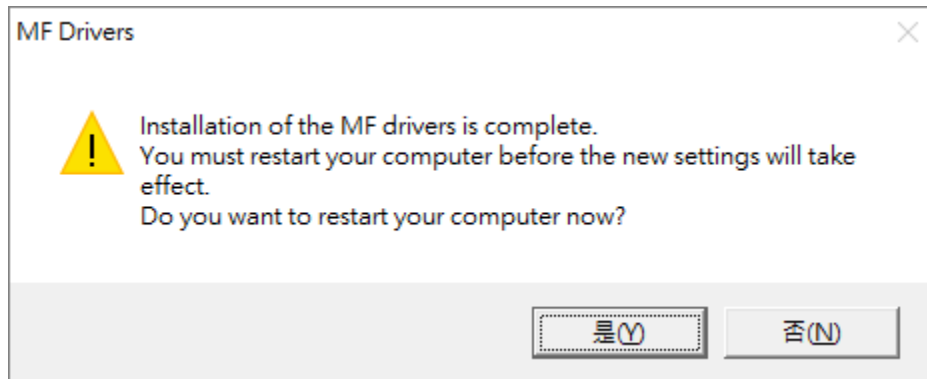 MF Drivers
Installation of the MF drivers is complete.
You must restart your computer before the new settings will take
effect.
Do you want to restart your computer now?
是(Y) 否(N)